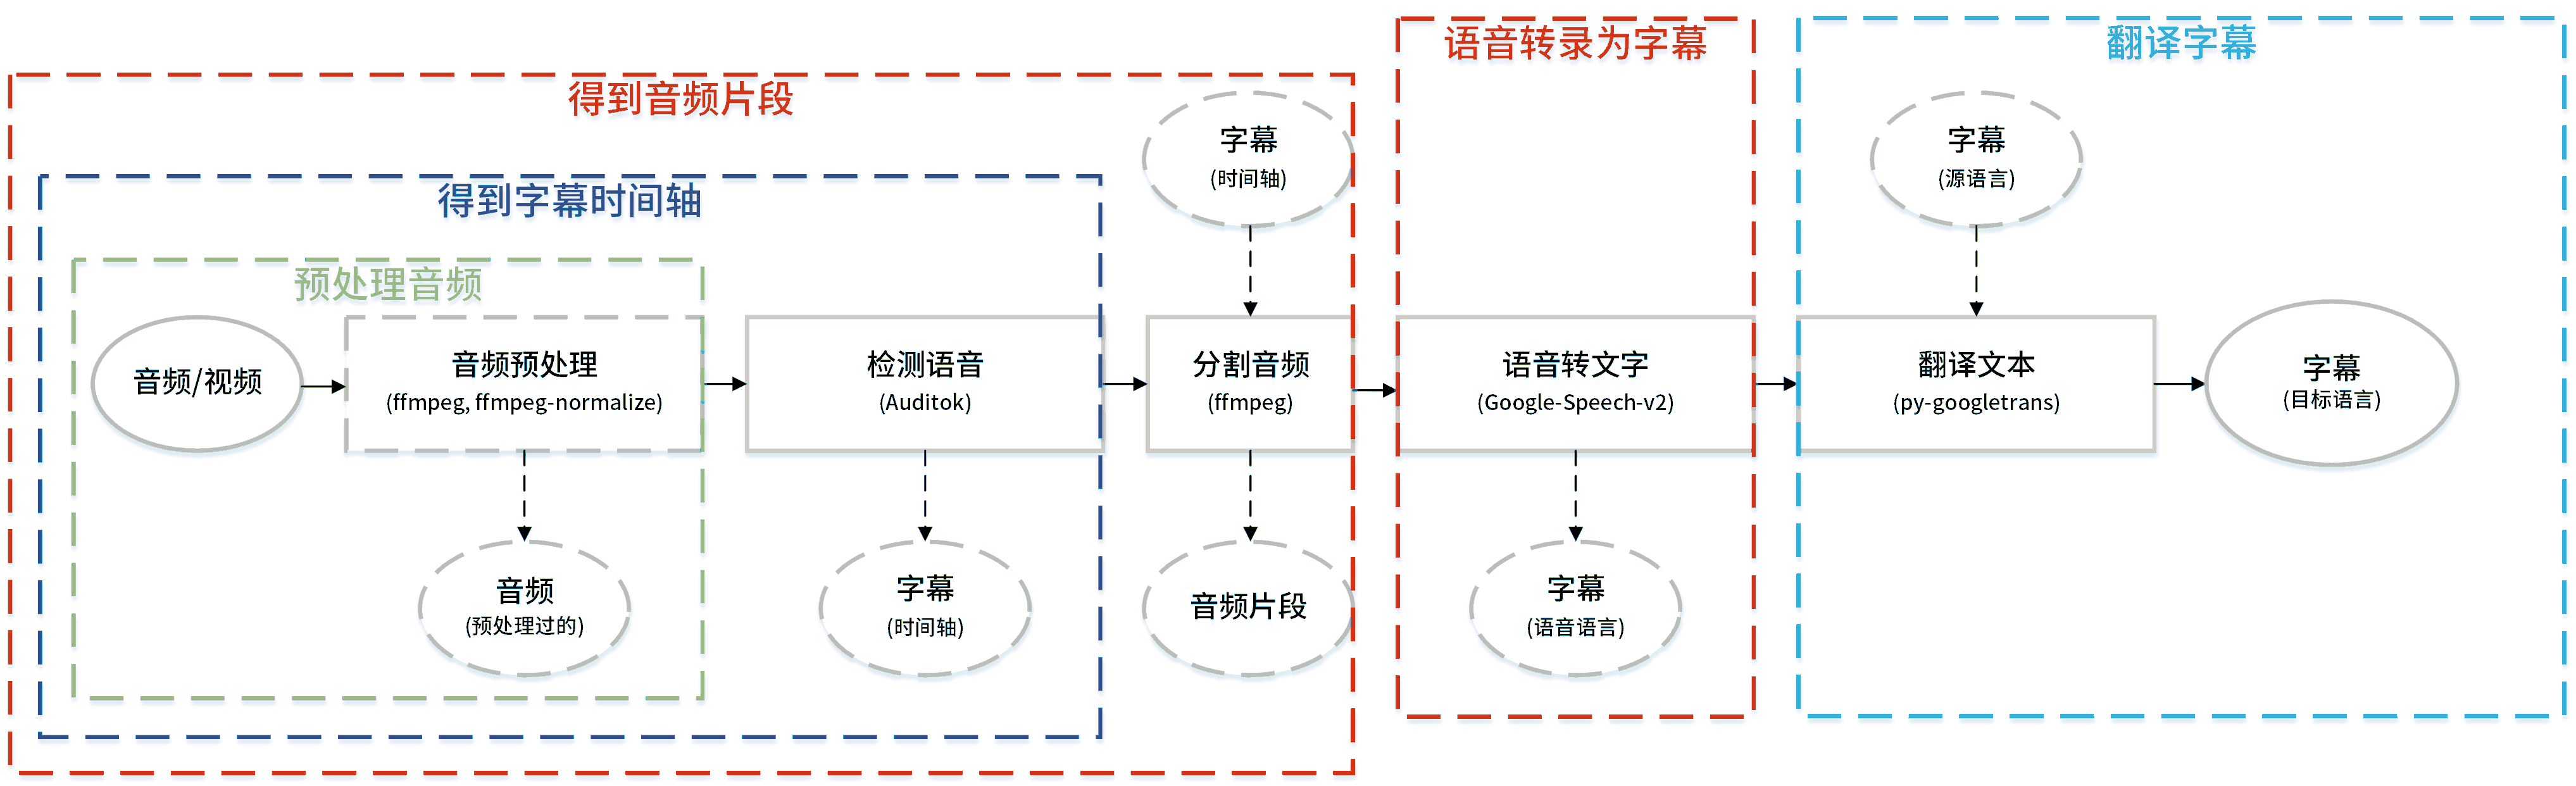 语音转录为字幕
翻译字幕
得到音频片段
字幕
(时间轴)
字幕
(源语言)
得到字幕时间轴
预处理音频
音频/视频
音频预处理
(ffmpeg, ffmpeg-normalize)
检测语音
(Auditok)
分割音频
(ffmpeg)
语音转文字
(Google-Speech-v2)
翻译文本
(py-googletrans)
字幕
(目标语言)
音频
(预处理过的)
字幕
(时间轴)
音频片段
字幕
(语音语言)